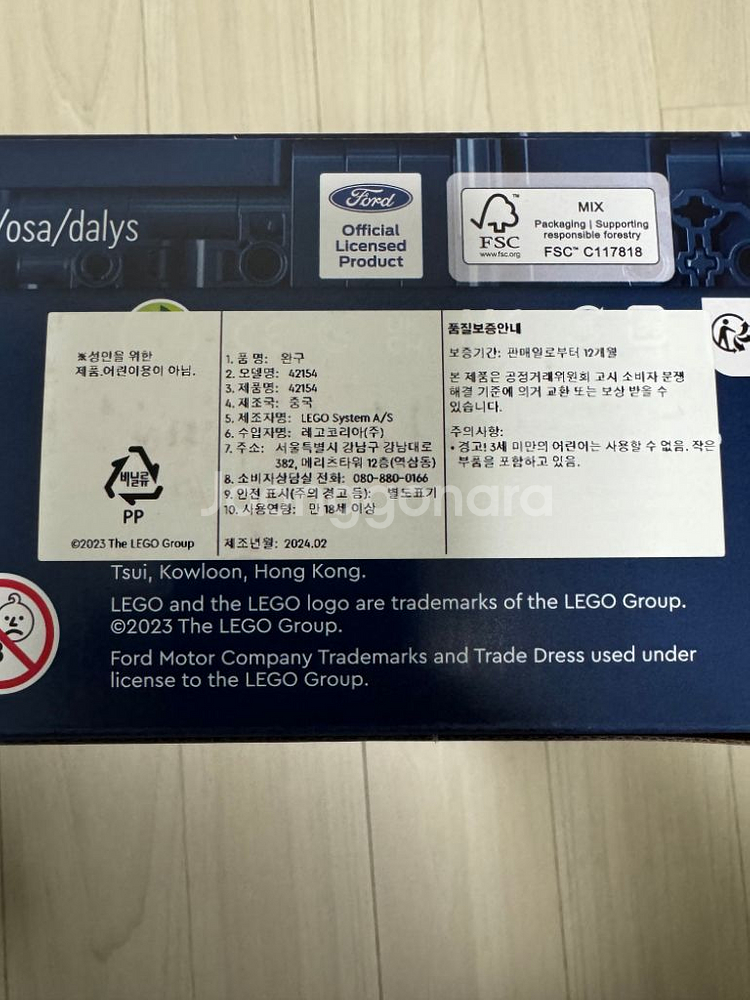 /osa/dalys
Ford
Official
Licensed
Product
FSC
www.fsc.org
MIX
Packaging | Supporting
responsible forestry
FSC™ C117818
※성인을 위한
제품.어린이용이 아님.
비닐류
PP
©2023 The LEGO Group
1. 품 명: 완구
2. 모델명: 42154
3. 제품명: 42154
4. 제조국: 중국
5. 제조자명: LEGO System A/S
6. 수입자명: 레고코리아(주)
7. 주소: 서울특별시 강남구 강남대로
382, 메리츠타워 12층(역삼동)
8. 소비자상담실 전화: 080-880-0166
9. 안전 표시(주의 경고 등): 별도표기
10. 사용연령: 만 18세 이상
제조년월: 2024.02
품질보증안내
보증기간: 판매일로부터 12개월
본 제품은 공정거래위원회 고시 소비자 분쟁
해결 기준에 의거 교환 또는 보상 받을 수
있습니다.
주의사항:
• 경고! 3세 미만의 어린이는 사용할 수 없음. 작은
부품을 포함하고 있음.
Joonggonara
Tsui, Kowloon, Hong Kong.
LEGO and the LEGO logo are trademarks of the LEGO Group.
©2023 The LEGO Group.
Ford Motor Company Trademarks and Trade Dress used under
license to the LEGO Group.